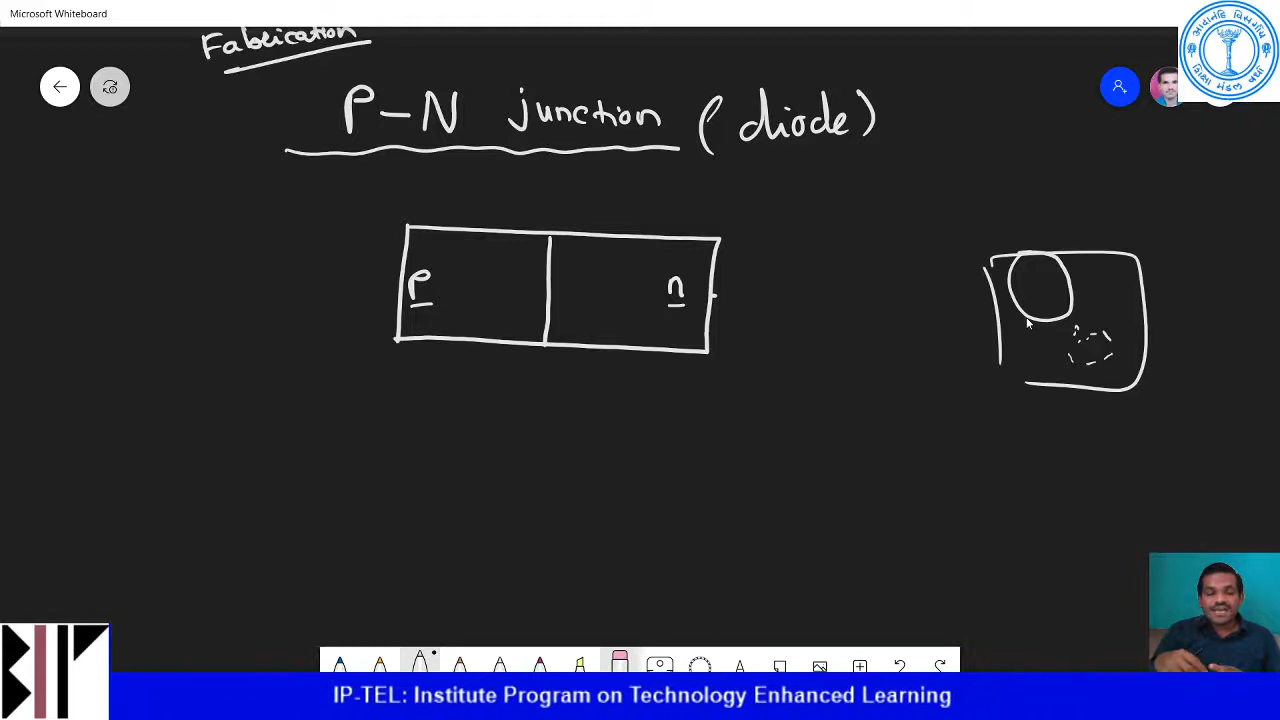 Microsoft Whiteboard
Fabrication
P-N junction (diode)
p
n
IP-TEL: Institute Program on Technology Enhanced Learning